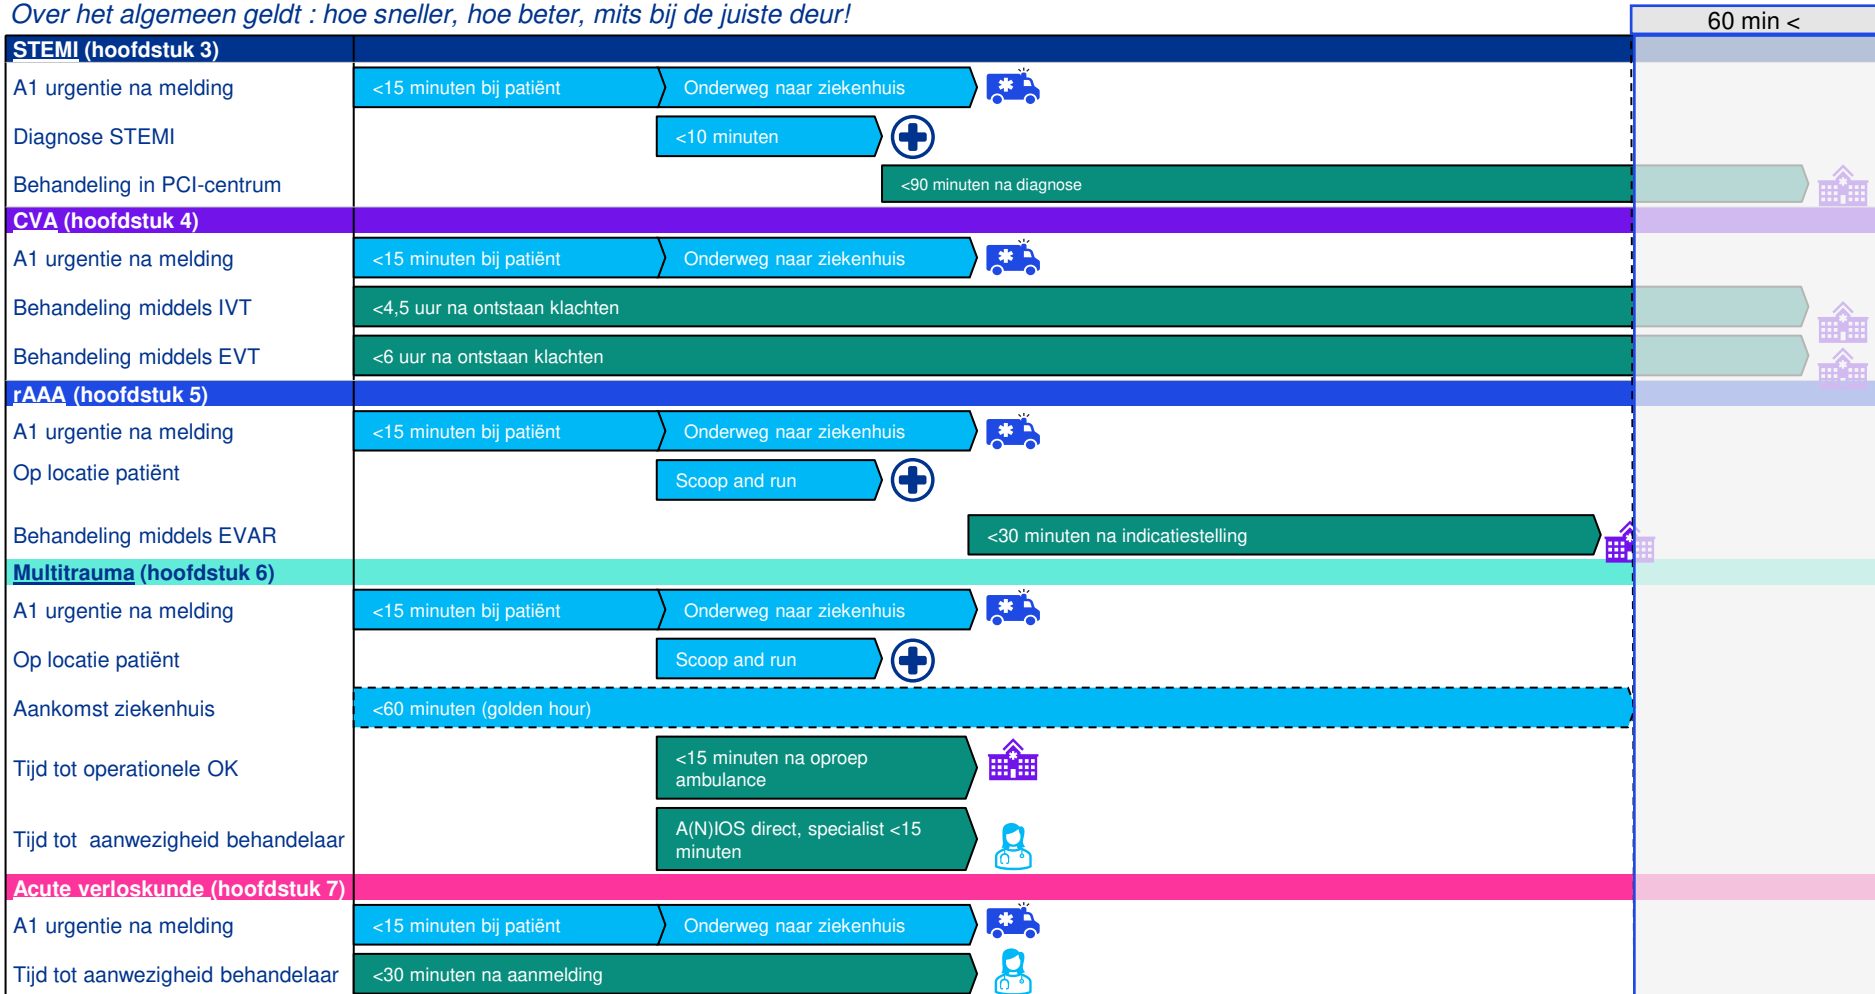 Over het algemeen geldt : hoe sneller, hoe beter, mits bij de juiste deur!
60 min <
STEMI (hoofdstuk 3)
A1 urgentie na melding
<15 minuten bij patiënt
Onderweg naar ziekenhuis
Diagnose STEMI
<10 minuten
Behandeling in PCI-centrum
<90 minuten na diagnose
CVA (hoofdstuk 4)
A1 urgentie na melding
<15 minuten bij patiënt
Onderweg naar ziekenhuis
Behandeling middels IVT
<4,5 uur na ontstaan klachten
Behandeling middels EVT
<6 uur na ontstaan klachten
rAAA (hoofdstuk 5)
A1 urgentie na melding
<15 minuten bij patiënt
Onderweg naar ziekenhuis
Op locatie patiënt
Scoop and run
Behandeling middels EVAR
<30 minuten na indicatiestelling
Multitrauma (hoofdstuk 6)
A1 urgentie na melding
<15 minuten bij patiënt
Onderweg naar ziekenhuis
Op locatie patiënt
Scoop and run
Aankomst ziekenhuis
<60 minuten (golden hour)
Tijd tot operationele OK
<15 minuten na oproep
ambulance
Tijd tot aanwezigheid behandelaar
A(N)IOS direct, specialist <15
minuten
Acute verloskunde (hoofdstuk 7)
A1 urgentie na melding
<15 minuten bij patiënt
Onderweg naar ziekenhuis
Tijd tot aanwezigheid behandelaar
<30 minuten na aanmelding